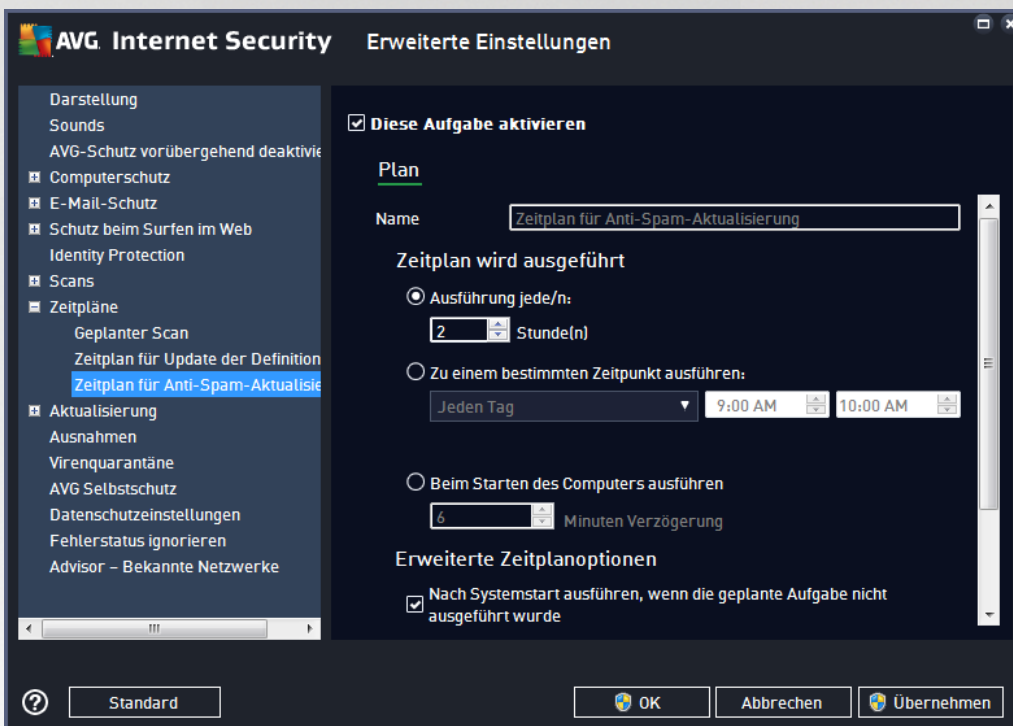 AVG. Internet Security Erweiterte Einstellungen
Darstellung
Sounds
AVG-Schutz vorübergehend deaktivie
Computerschutz
E-Mail-Schutz
Schutz beim Surfen im Web
Identity Protection
Scans
Zeitpläne
Geplanter Scan
Zeitplan für Update der Definition
Zeitplan für Anti-Spam-Aktualisie
Aktualisierung
Ausnahmen
Virenquarantäne
AVG Selbstschutz
Datenschutzeinstellungen
Fehlerstatus ignorieren
Advisor – Bekannte Netzwerke
Diese Aufgabe aktivieren
Plan
Name Zeitplan für Anti-Spam-Aktualisierung
Zeitplan wird ausgeführt
Ausführung jede/n:
2 Stunde(n)
Zu einem bestimmten Zeitpunkt ausführen:
Jeden Tag 9:00 AM 10:00 AM
Beim Starten des Computers ausführen
6 Minuten Verzögerung
Erweiterte Zeitplanoptionen
Nach Systemstart ausführen, wenn die geplante Aufgabe nicht
ausgeführt wurde
? Standard OK Abbrechen Übernehmen